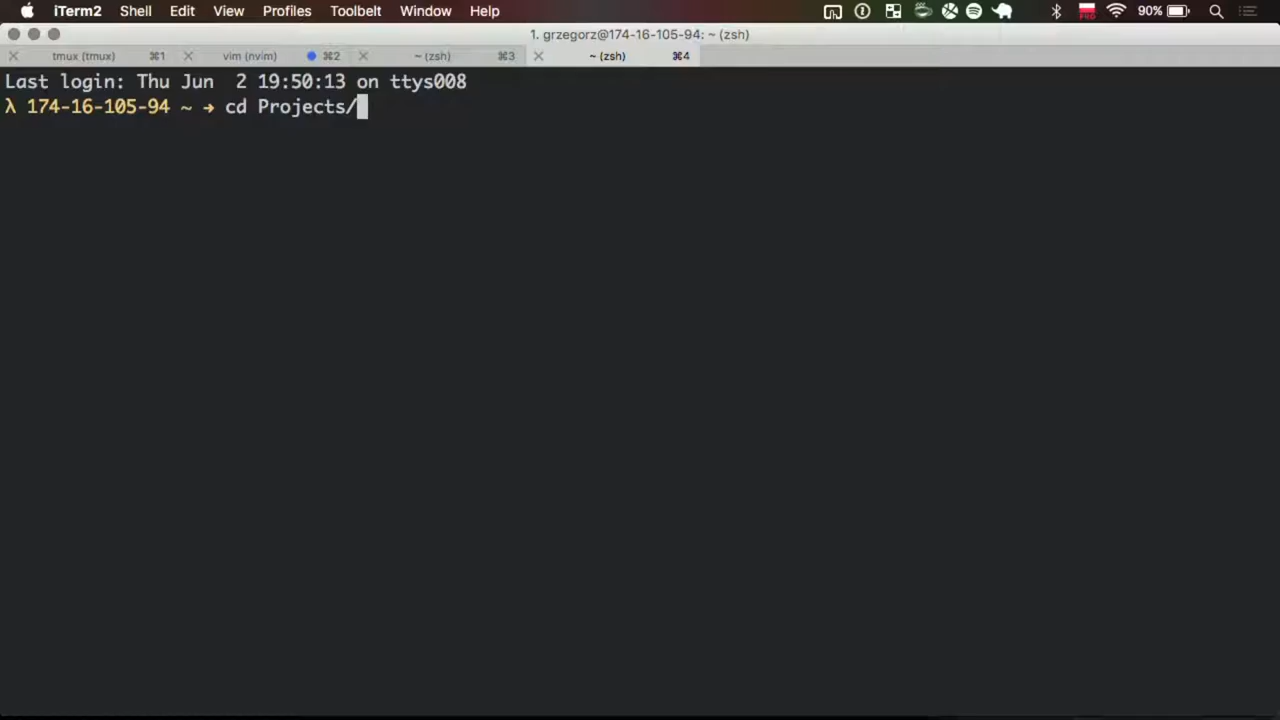 iTerm2 Shell Edit View Profiles Toolbelt Window Help 90%
1. grzegorz@174-16-105-94: ~ (zsh)
tmux (tmux) ⌘1 vim (nvim) ⌘2 ~ (zsh) ⌘3 ~ (zsh) ⌘4
Last login: Thu Jun  2 19:50:13 on ttys008
λ 174-16-105-94 ~ → cd Projects/